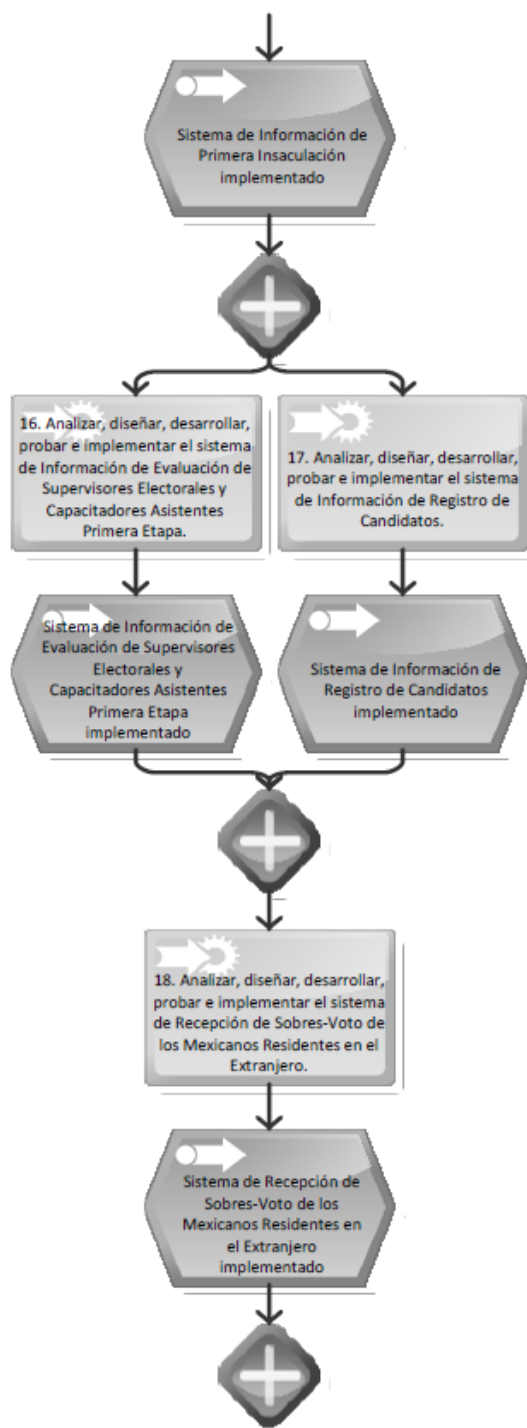 Sistema de Información de
Primera Insaculación
implementado
16. Analizar, diseñar, desarrollar,
probar e implementar el sistema
de Información de Evaluación de
Supervisores Electorales y
Capacitadores Asistentes
Primera Etapa.
17. Analizar, diseñar, desarrollar,
probar e implementar el sistema
de Información de Registro de
Candidatos.
Sistema de Información de
Evaluación de Supervisores
Electorales y
Capacitadores Asistentes
Primera Etapa
implementado
Sistema de Información de
Registro de Candidatos
implementado
18. Analizar, diseñar, desarrollar,
probar e implementar el sistema
de Recepción de Sobres-Voto de
los Mexicanos Residentes en el
Extranjero.
Sistema de Recepción de
Sobres-Voto de los
Mexicanos Residentes en
el Extranjero
implementado